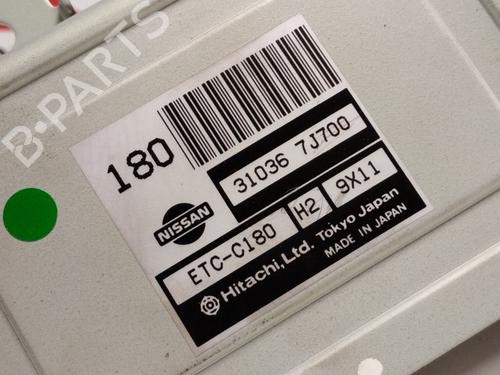 B-PARTS
180
31036 7J700
NISSAN
ETC-C180 H2 9X11
Hitachi, Ltd. Tokyo Japan
MADE IN JAPAN